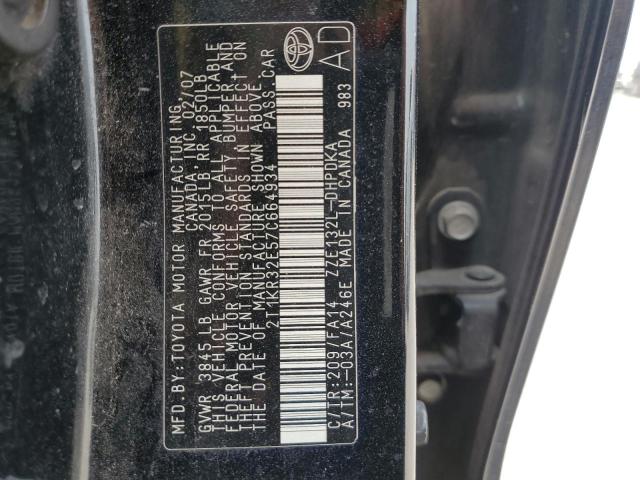 MFD.BY:TOYOTA MOTOR MANUFACTURING
CANADA, INC. 02/07
GVWR 3845LB GAWR FR 2015LB RR 1850LB
THIS VEHICLE CONFORMS TO ALL APPLICABLE
FEDERAL MOTOR VEHICLE SAFETY BUMPER, AND
THEFT PREVENTION STANDARDS IN EFFECT ON
THE DATE OF MANUFACTURE SHOWN ABOVE.
2T1KR32E57C664934 PASS. CAR
C/TR:209/FA14 ZZE132L-DHPDKA
A/TM:-03A/A246E MADE IN CANADA 983
AD